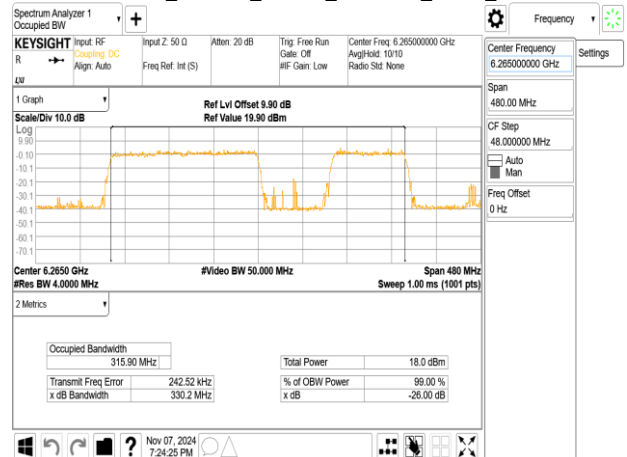 Spectrum Analyzer 1
Occupied BW
+
Frequency
KEYSIGHT
R
LXI
Input: RF
Coupling: DC
Align: Auto
Input Z: 50 Ω
Freq Ref: Int (S)
Atten: 20 dB
Trig: Free Run
Gate: Off
#IF Gain: Low
Center Freq: 6.265000000 GHz
Avg|Hold: 10/10
Radio Std: None
Center Frequency
6.265000000 GHz
Settings
Span
480.00 MHz
CF Step
48.000000 MHz
Auto
Man
Freq Offset
0 Hz
1 Graph
Scale/Div 10.0 dB
Ref Lvl Offset 9.90 dB
Ref Value 19.90 dBm
Log
9.90
-0.10
-10.1
-20.1
-30.1
-40.1
-50.1
-60.1
-70.1
Center 6.2650 GHz
#Video BW 50.000 MHz
Span 480 MHz
#Res BW 4.0000 MHz
Sweep 1.00 ms (1001 pts)
2 Metrics
Occupied Bandwidth
315.90 MHz
Total Power 18.0 dBm
Transmit Freq Error 242.52 kHz
% of OBW Power 99.00 %
x dB Bandwidth 330.2 MHz
x dB -26.00 dB
?
Nov 07, 2024
7:24:25 PM